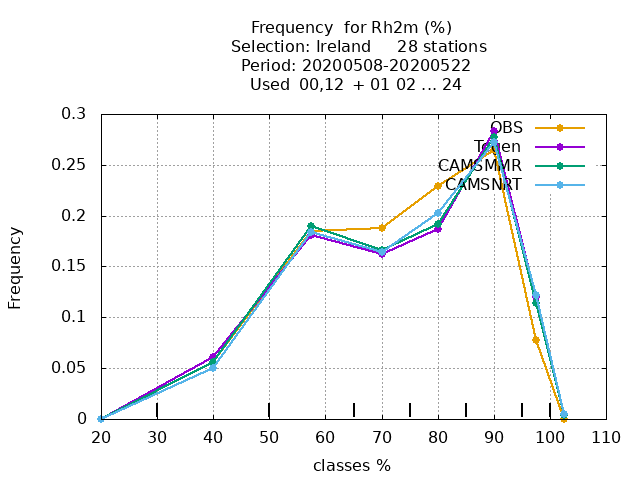 Frequency  for Rh2m (%)
Selection: Ireland     28 stations
Period: 20200508-20200522
Used  00,12  + 01 02 ... 24
0.3
0.25
0.2
0.15
0.1
0.05
0
Frequency
OBS
CAMSMMR
CAMSNRT
20 30 40 50 60 70 80 90 100 110
classes %